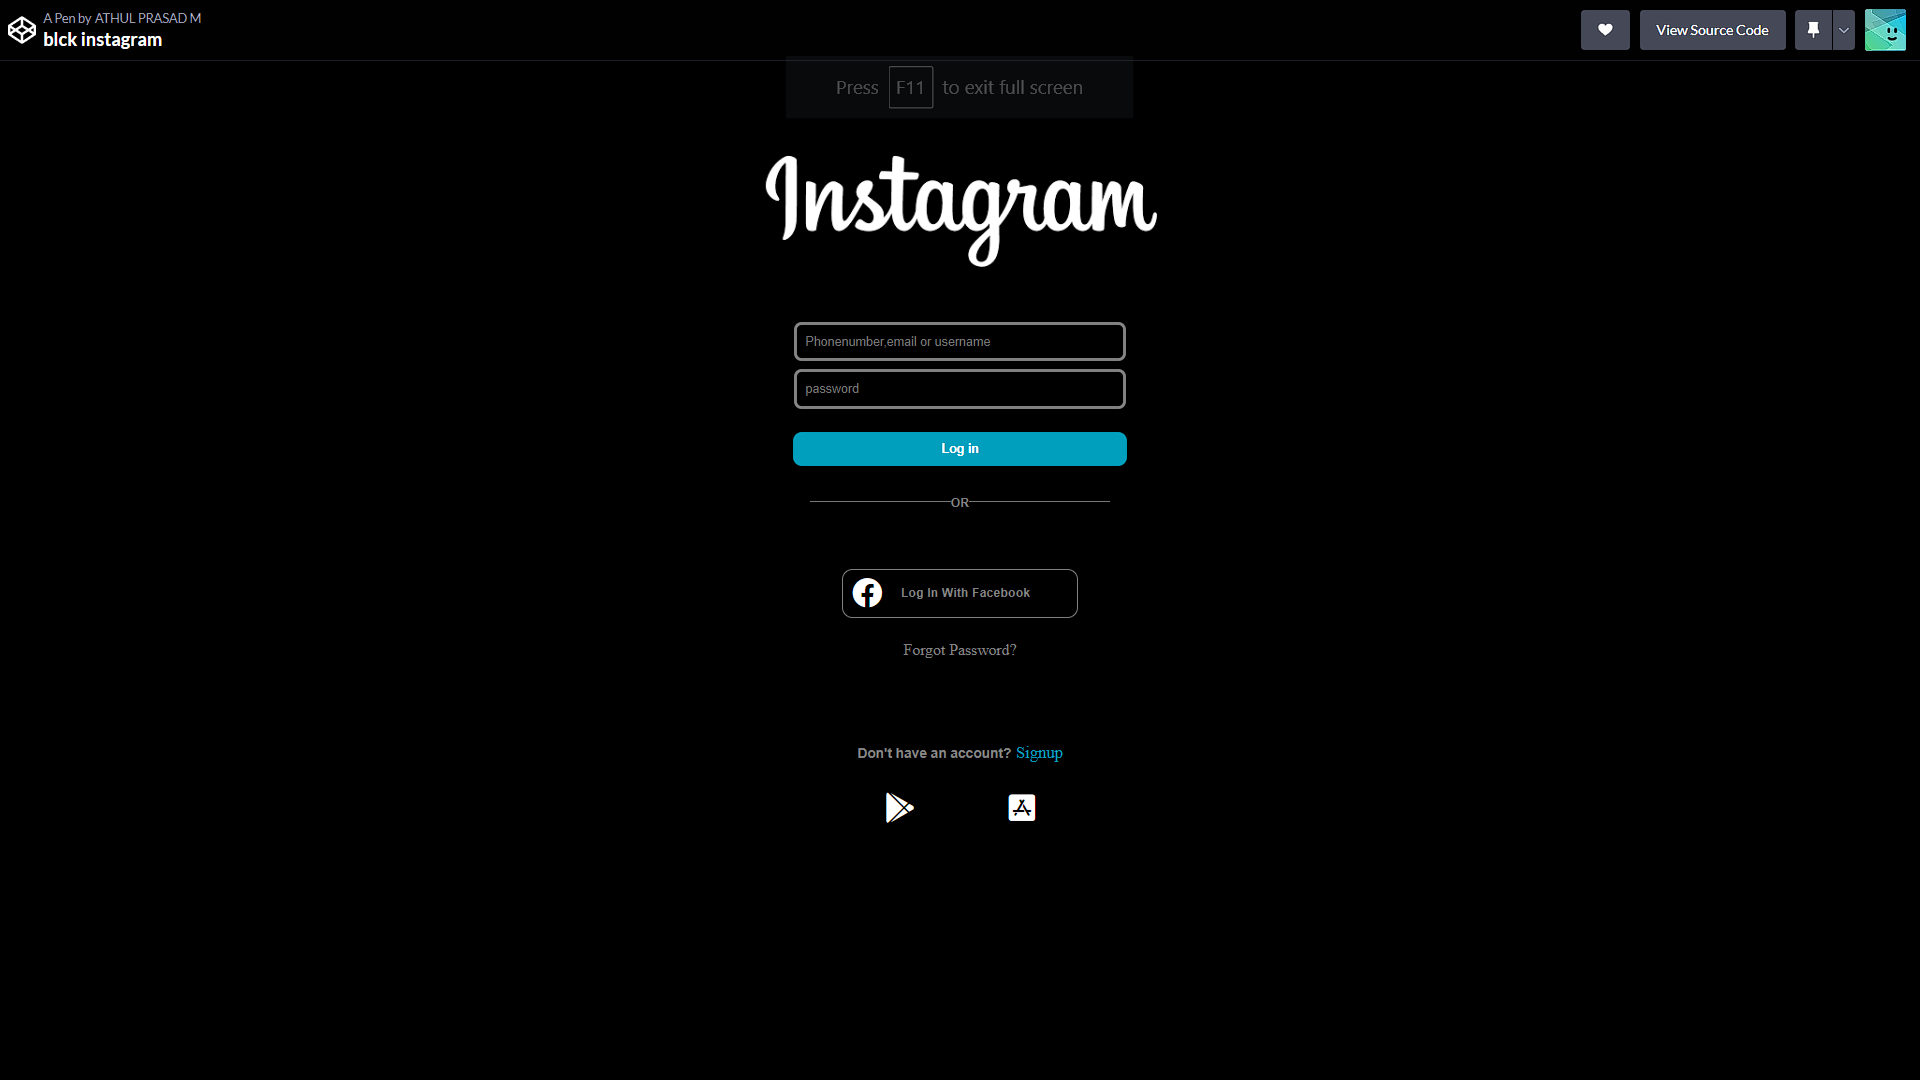 A Pen by ATHUL PRASAD M
blck instagram
View Source Code
Press F11 to exit full screen
Instagram
Phonenumber,email or username
password
Log in
OR
Log In With Facebook
Forgot Password?
Don't have an account? Signup